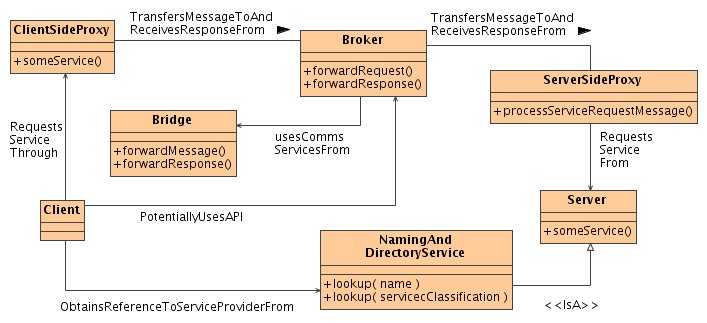 TransfersMessageToAnd
ReceivesResponseFrom
TransfersMessageToAnd
ReceivesResponseFrom
ClientSideProxy
+someService()
Broker
+forwardRequest()
+forwardResponse()
ServerSideProxy
+processServiceRequestMessage()
Bridge
+forwardMessage()
+forwardResponse()
usesComms
ServicesFrom
Requests
Service
Through
Requests
Service
From
Client
PotentiallyUsesAPI
Server
+someService()
NamingAnd
DirectoryService
+lookup( name )
+lookup( servicecClassification )
ObtainsReferenceToServiceProviderFrom
<<IsA>>